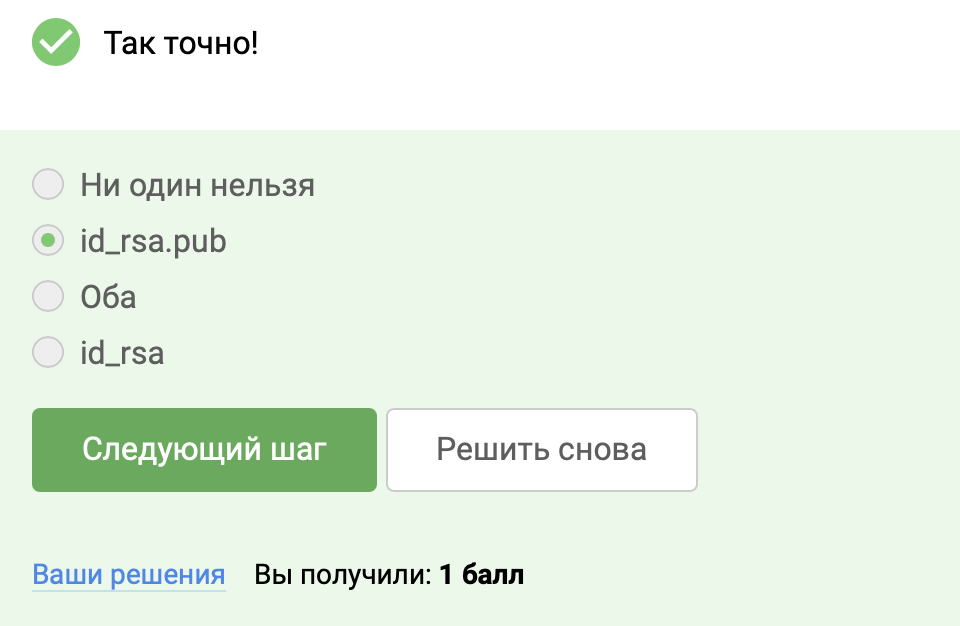 Так точно!
Ни один нельзя
id_rsa.pub
Оба
id_rsa
Следующий шаг Решить снова
Ваши решения Вы получили: 1 балл